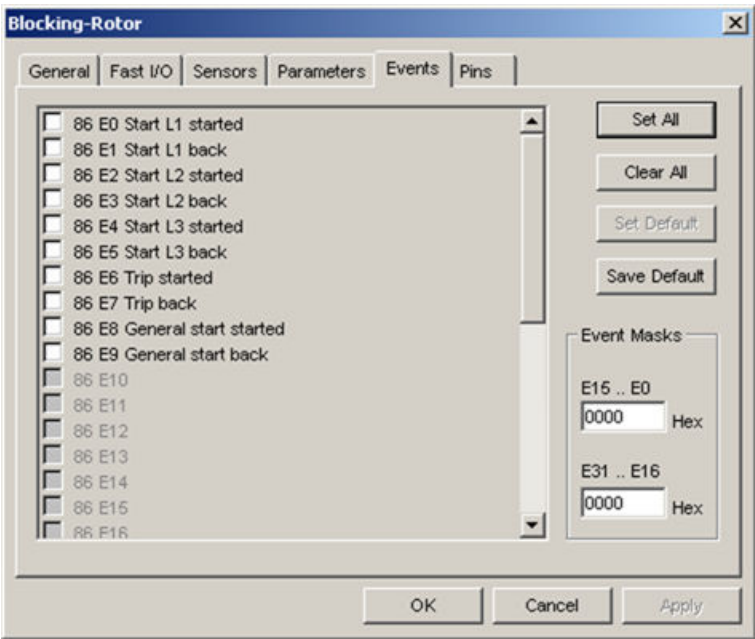 Blocking-Rotor
General Fast I/O Sensors Parameters Events Pins
86 E0 Start L1 started
86 E1 Start L1 back
86 E2 Start L2 started
86 E3 Start L2 back
86 E4 Start L3 started
86 E5 Start L3 back
86 E6 Trip started
86 E7 Trip back
86 E8 General start started
86 E9 General start back
86 E10
86 E11
86 E12
86 E13
86 E14
86 E15
86 E16
Set All
Clear All
Set Default
Save Default
Event Masks
E15 .. E0
0000 Hex
E31 .. E16
0000 Hex
OK Cancel Apply